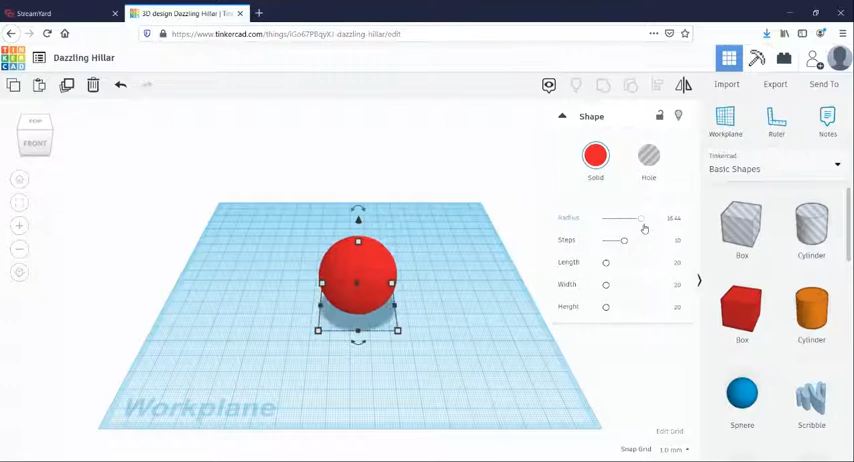 StreamYard
3D design Dazzling Hillar | Tin
https://www.tinkercad.com/things/iGo67PBqyXI-dazzling-hillar/edit
TIN
KER
CAD
Dazzling Hillar
Import
Export
Send To
TOP
FRONT
Shape
Solid
Hole
Radius
16.44
Steps
10
Length
20
Width
20
Height
20
Workplane
Ruler
Notes
Tinkercad
Basic Shapes
Box
Cylinder
Box
Cylinder
Sphere
Scribble
Workplane
Edit Grid
Snap Grid
1.0 mm